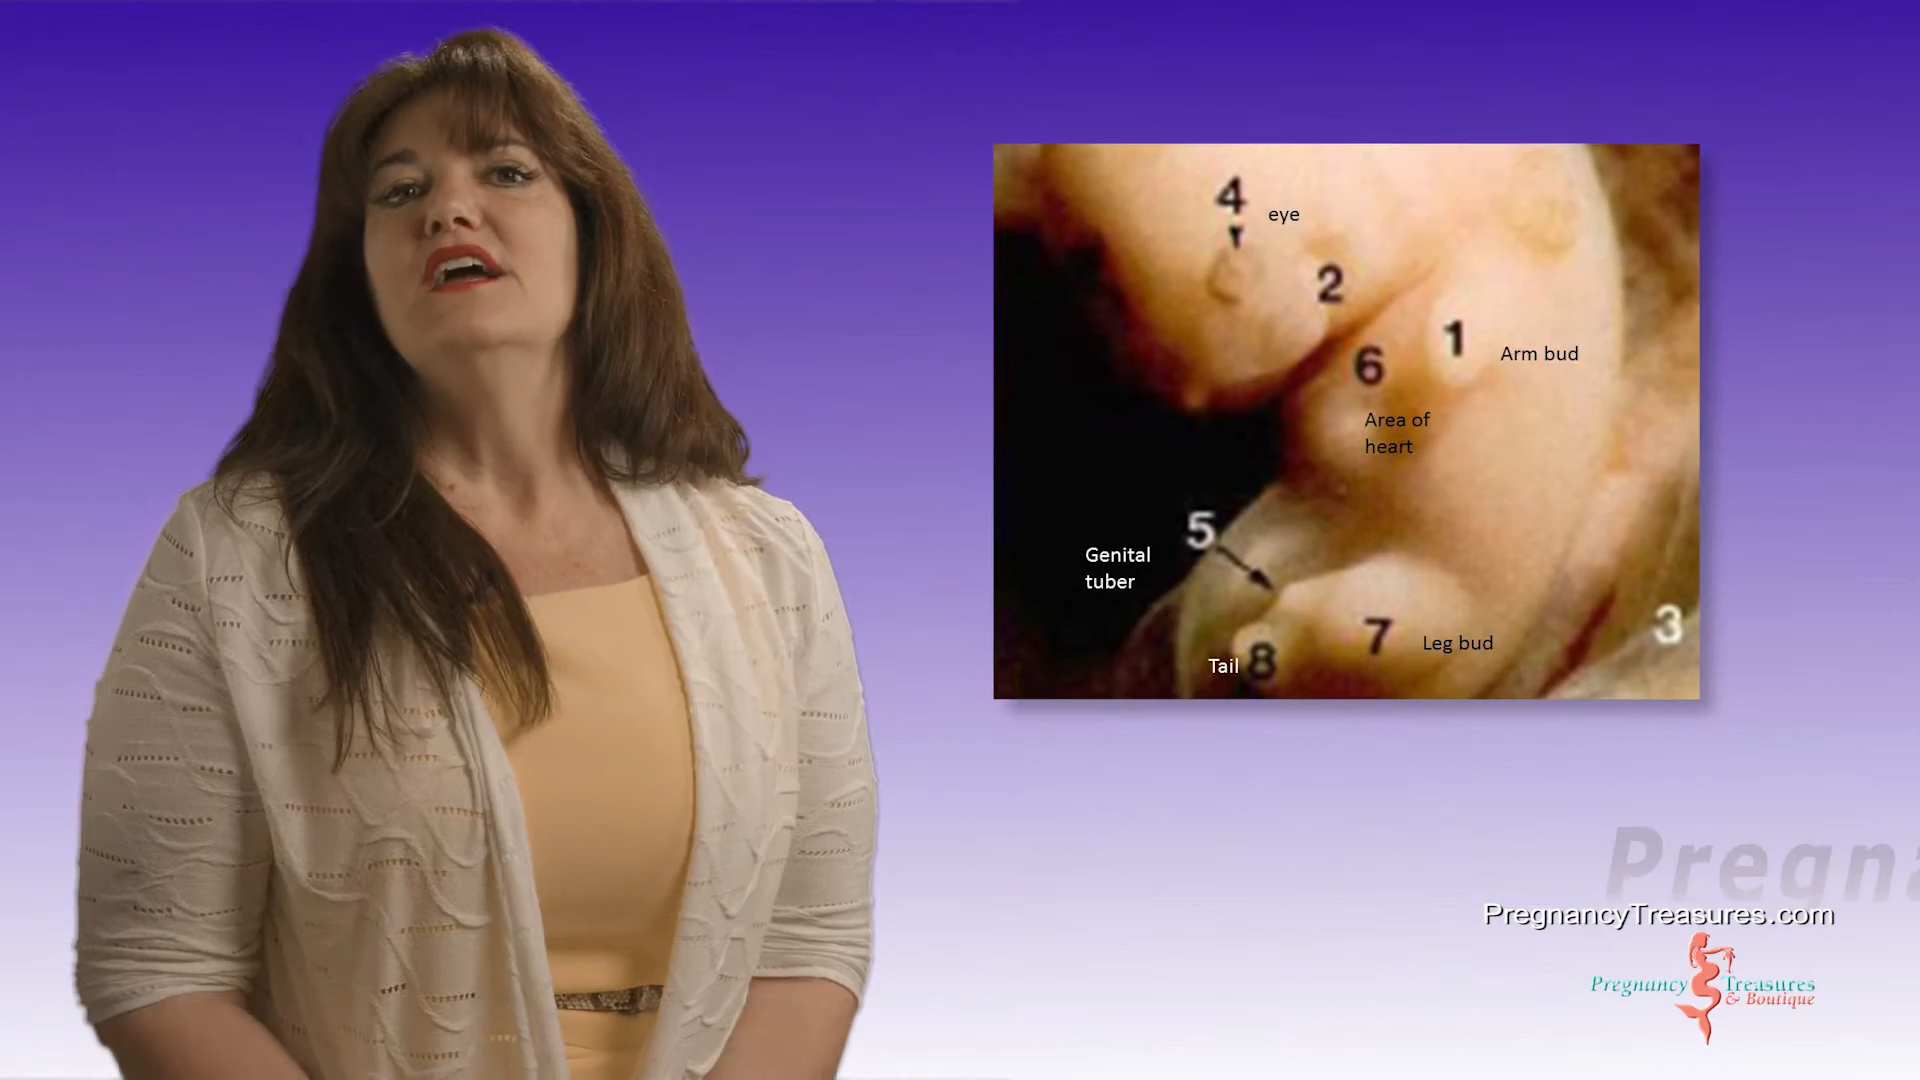 4
eye
2
1
Arm bud
6
Area of
heart
5
Genital
tuber
3
7
Leg bud
Tail
8
Pregna
PregnancyTreasures.com
Pregnancy Treasures
& Boutique